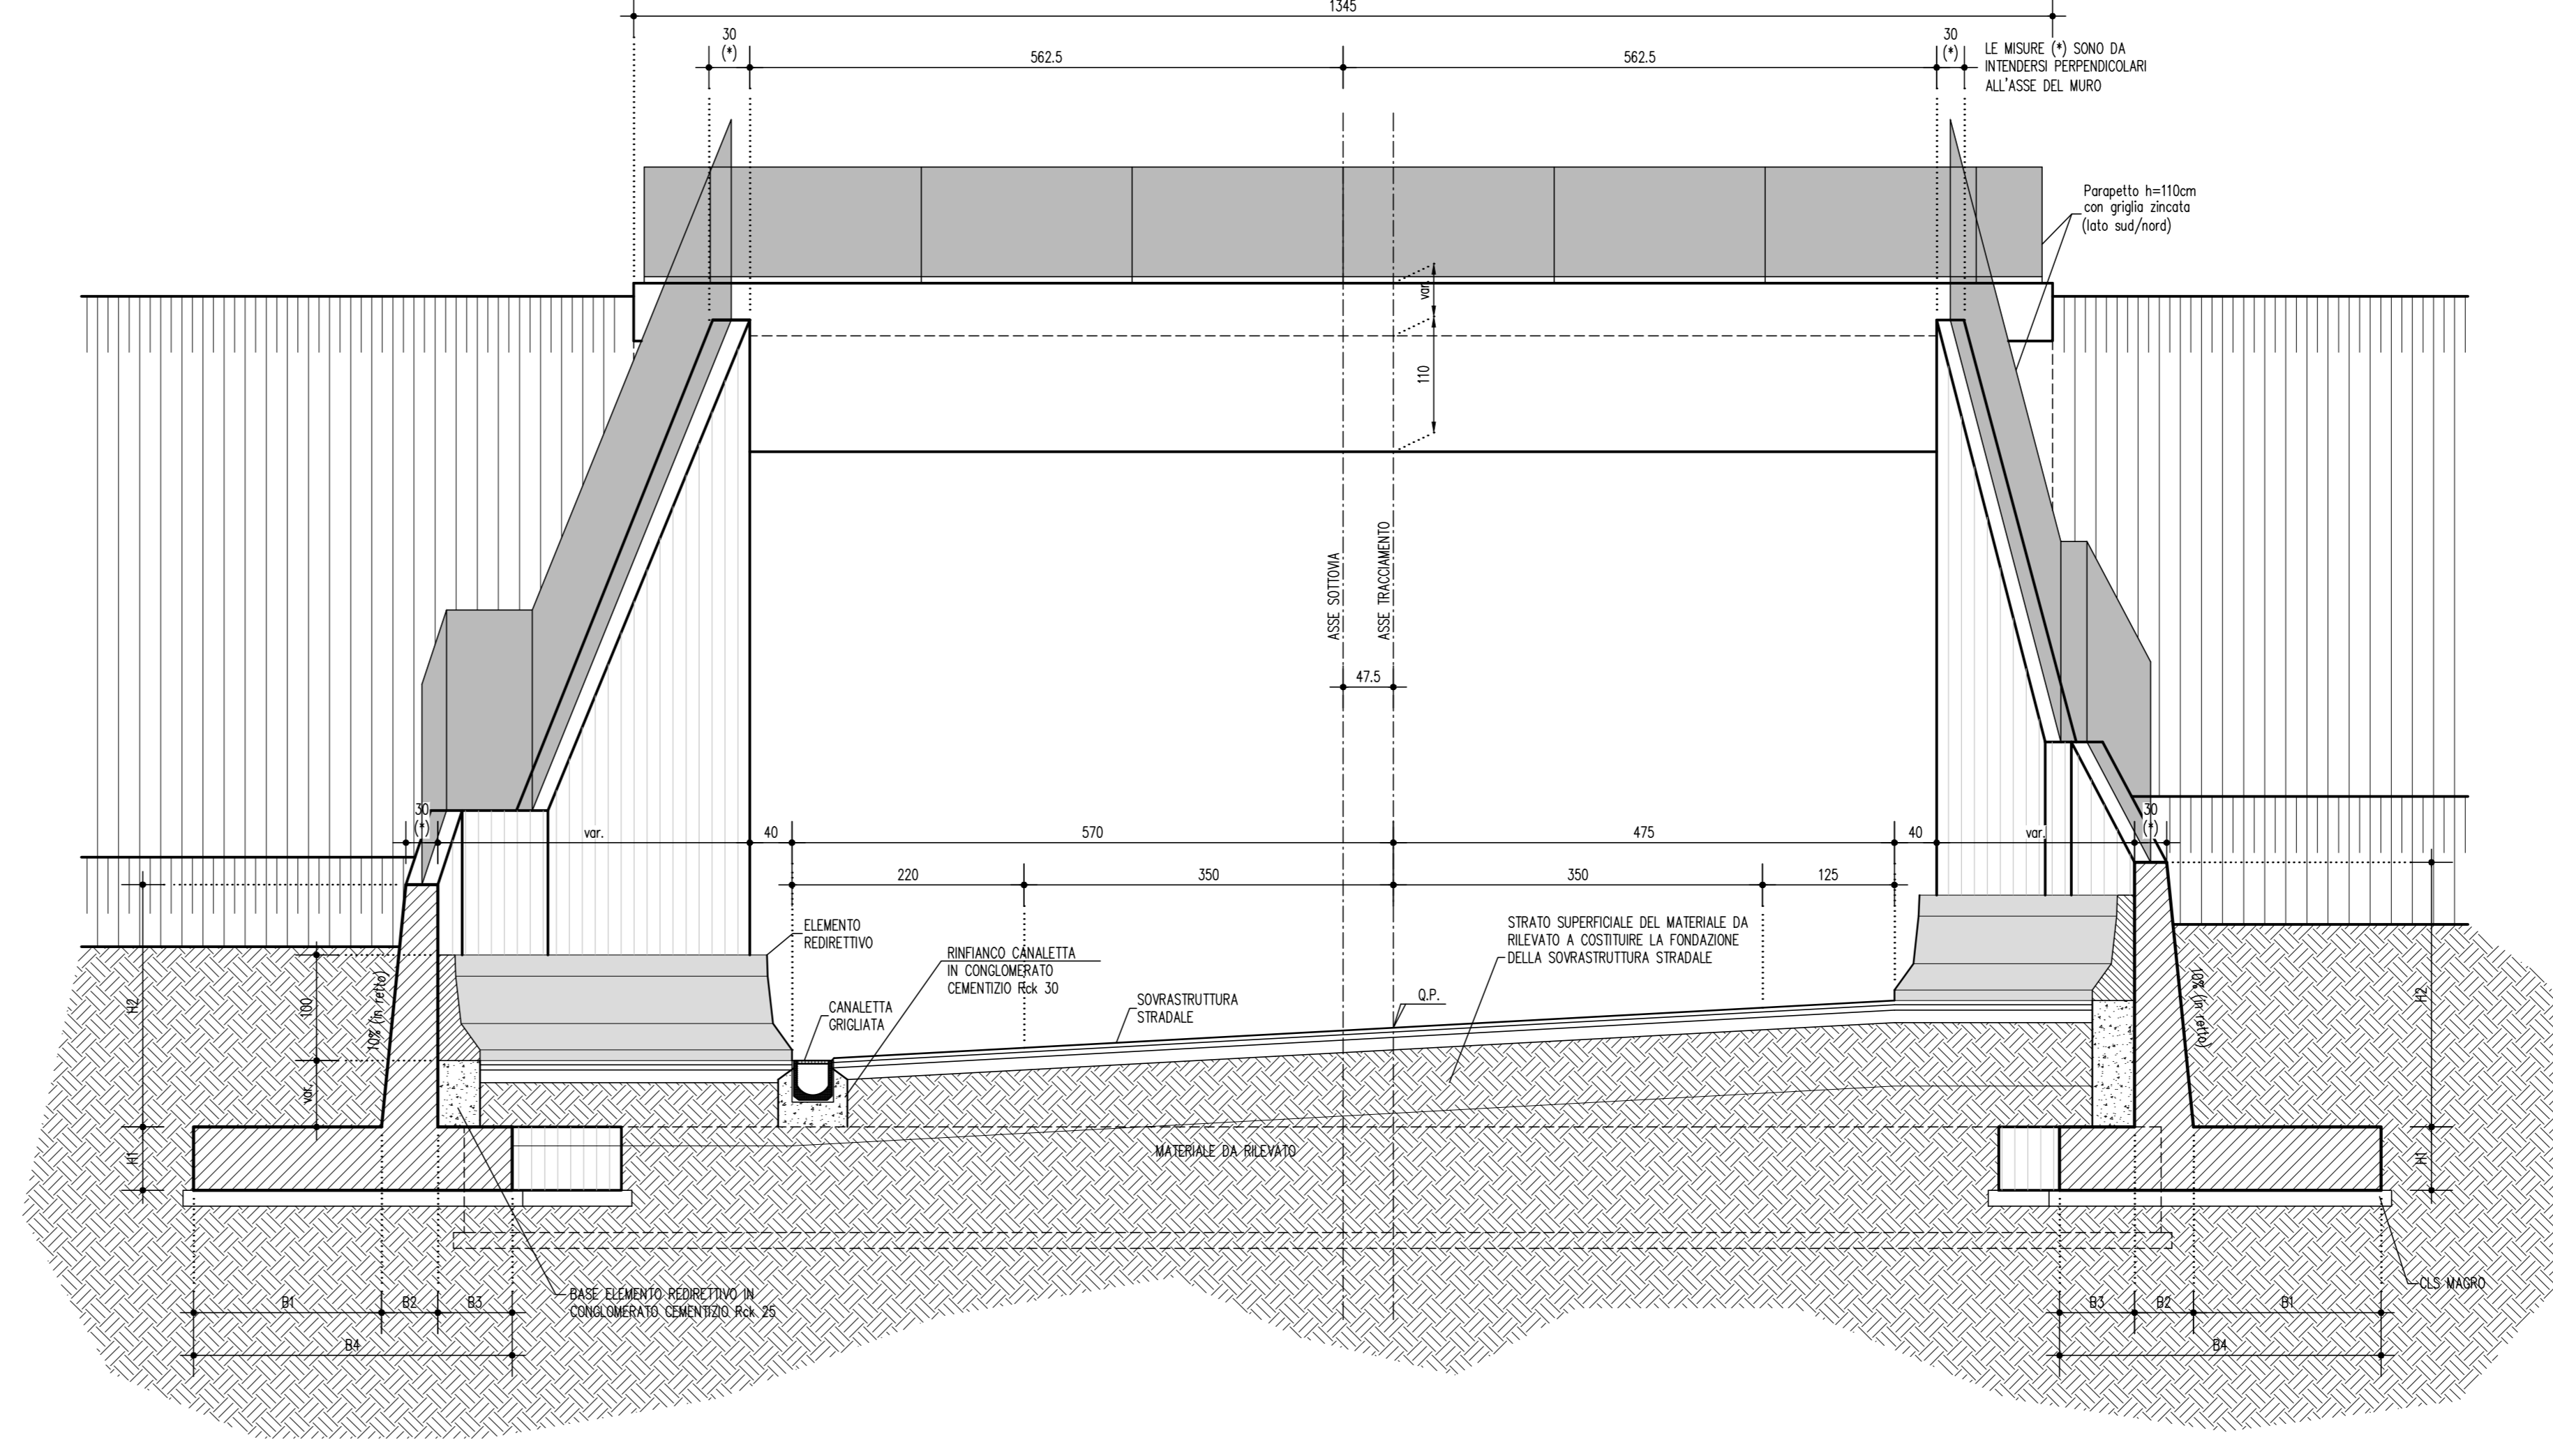 1345
30
(*)
562.5
562.5
30
(*)
LE MISURE (*) SONO DA
INTENDERSI PERPENDICOLARI
ALL'ASSE DEL MURO
Parapetto h=110cm
con griglia zincata
(lato sud/nord)
var.
110
ASSE SOTTOVIA
ASSE TRACCIAMENTO
47.5
30
(*)
var.
40
570
475
40
var.
30
(*)
220
350
350
125
ELEMENTO
REDIRETTIVO
RINFIANCO CANALETTA
IN CONGLOMERATO
CEMENTIZIO Rck 30
STRATO SUPERFICIALE DEL MATERIALE DA
RILEVATO A COSTITUIRE LA FONDAZIONE
DELLA SOVRASTRUTTURA STRADALE
CANALETTA
GRIGLIATA
SOVRASTRUTTURA
STRADALE
Q.P.
H2
100
10% (in retto)
10% (in retto)
H2
var.
H1
MATERIALE DA RILEVATO
H1
BASE ELEMENTO REDIRETTIVO IN
CONGLOMERATO CEMENTIZIO Rck 25
CLS MAGRO
B1
B2
B3
B3
B2
B1
B4
B4